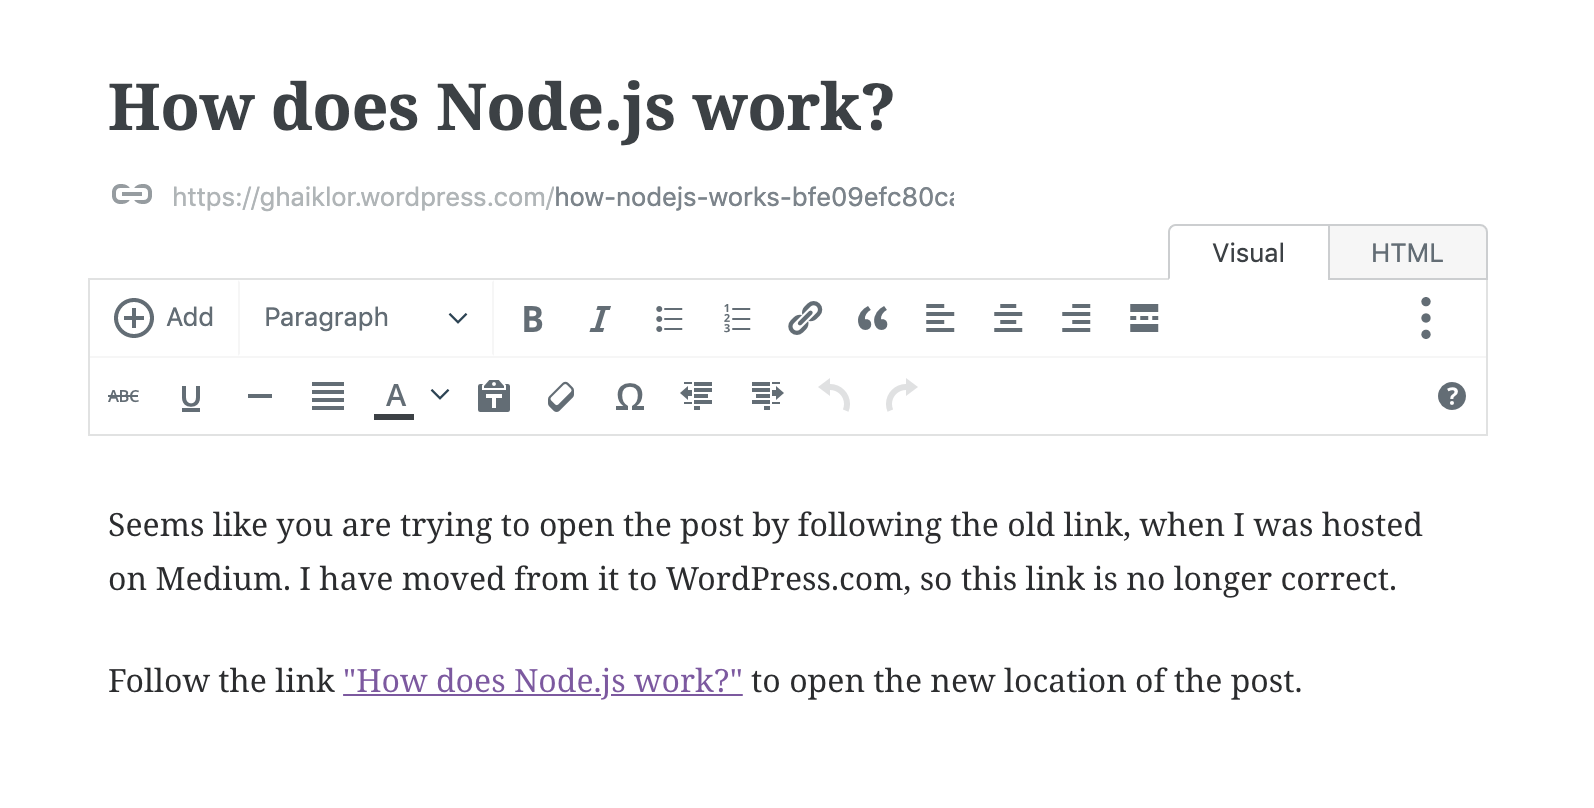 How does Node.js work?
https://ghaiklor.wordpress.com/how-nodejs-works-bfe09efc80ca
Visual HTML
Add Paragraph B I
ABC U A T Ω ?
Seems like you are trying to open the post by following the old link, when I was hosted
on Medium. I have moved from it to WordPress.com, so this link is no longer correct.
Follow the link "How does Node.js work?" to open the new location of the post.